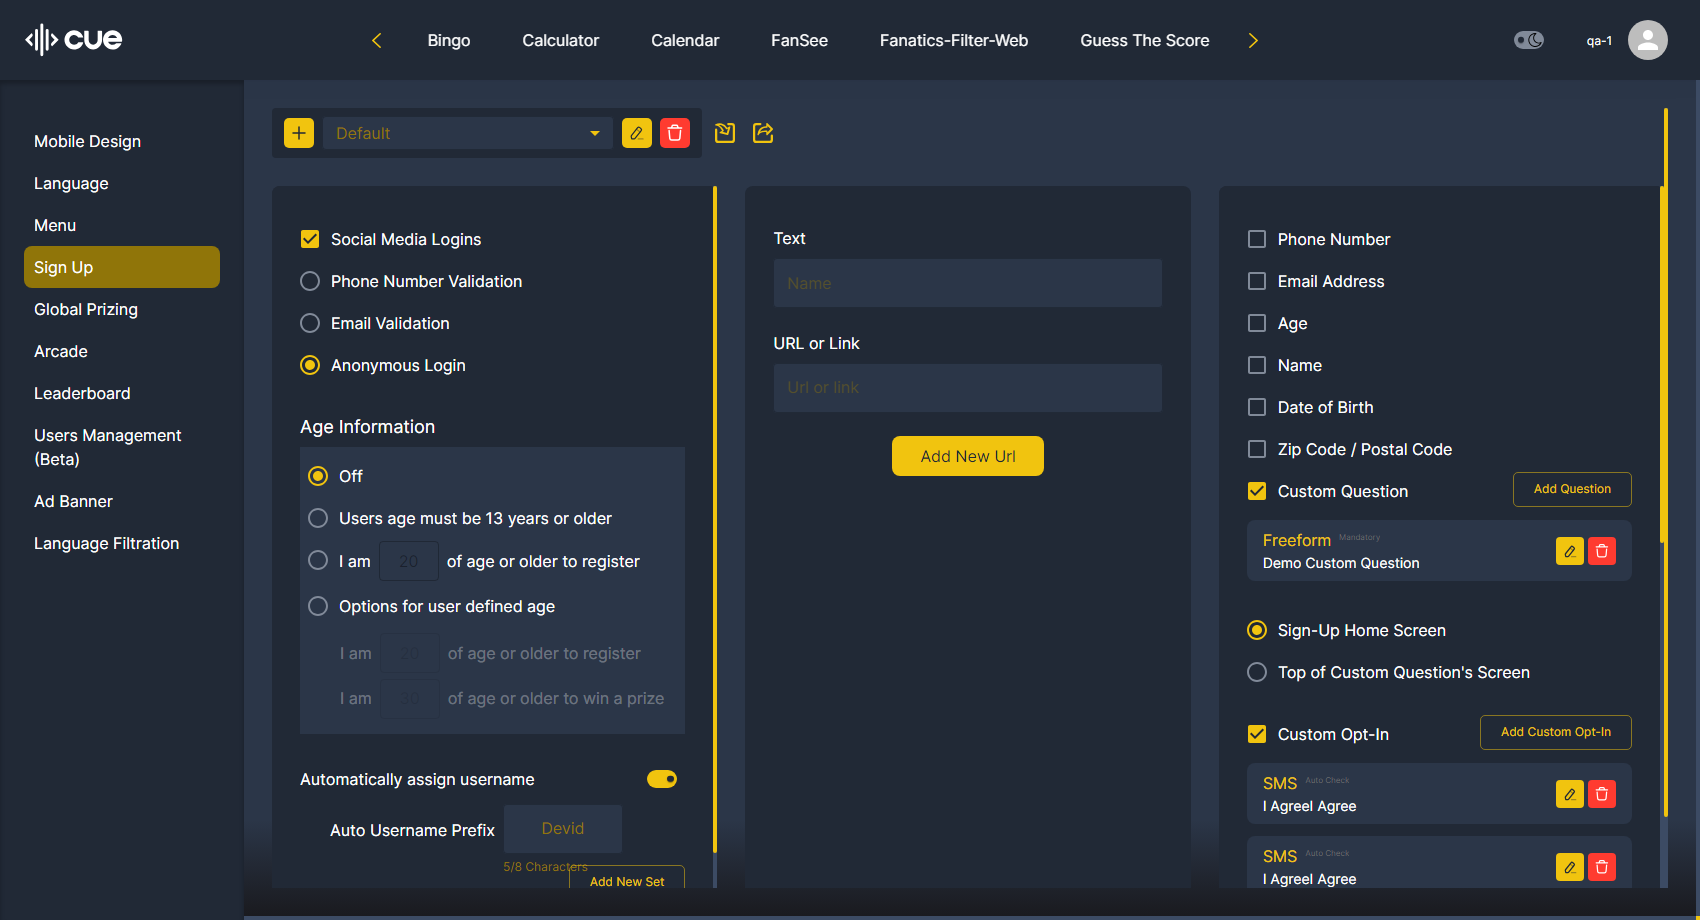 cue
Bingo
Calculator
Calendar
FanSee
Fanatics-Filter-Web
Guess The Score
qa-1
Mobile Design
Language
Menu
Sign Up
Global Prizing
Arcade
Leaderboard
Users Management
(Beta)
Ad Banner
Language Filtration
Default
Social Media Logins
Phone Number Validation
Email Validation
Anonymous Login
Age Information
Off
Users age must be 13 years or older
I am 20 of age or older to register
Options for user defined age
I am 20 of age or older to register
I am 30 of age or older to win a prize
Automatically assign username
Auto Username Prefix Devid
5/8 Characters
Add New Set
Text
Name
URL or Link
Url or link
Add New Url
Phone Number
Email Address
Age
Name
Date of Birth
Zip Code / Postal Code
Custom Question Add Question
Freeform Mandatory
Demo Custom Question
Sign-Up Home Screen
Top of Custom Question's Screen
Custom Opt-In Add Custom Opt-In
SMS Auto Check
I AgreeI Agree
SMS Auto Check
I AgreeI Agree